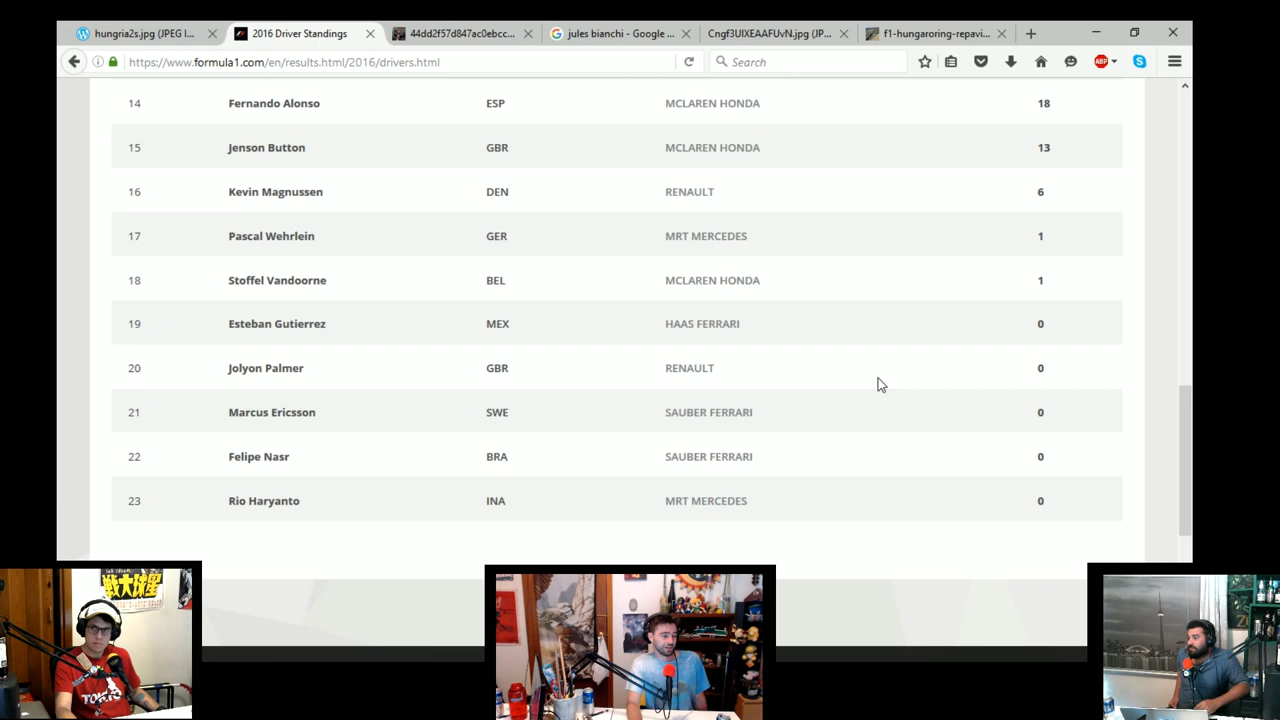 hungria2s.jpg (JPEG I...
2016 Driver Standings
44dd2f57d847ac0ebcc...
jules bianchi - Google ...
Cngf3UIXEAAFUvN.jpg (JP...
f1-hungaroring-repavi...
https://www.formula1.com/en/results.html/2016/drivers.html
Search
ABP
14 Fernando Alonso ESP MCLAREN HONDA 18
15 Jenson Button GBR MCLAREN HONDA 13
16 Kevin Magnussen DEN RENAULT 6
17 Pascal Wehrlein GER MRT MERCEDES 1
18 Stoffel Vandoorne BEL MCLAREN HONDA 1
19 Esteban Gutierrez MEX HAAS FERRARI 0
20 Jolyon Palmer GBR RENAULT 0
21 Marcus Ericsson SWE SAUBER FERRARI 0
22 Felipe Nasr BRA SAUBER FERRARI 0
23 Rio Haryanto INA MRT MERCEDES 0